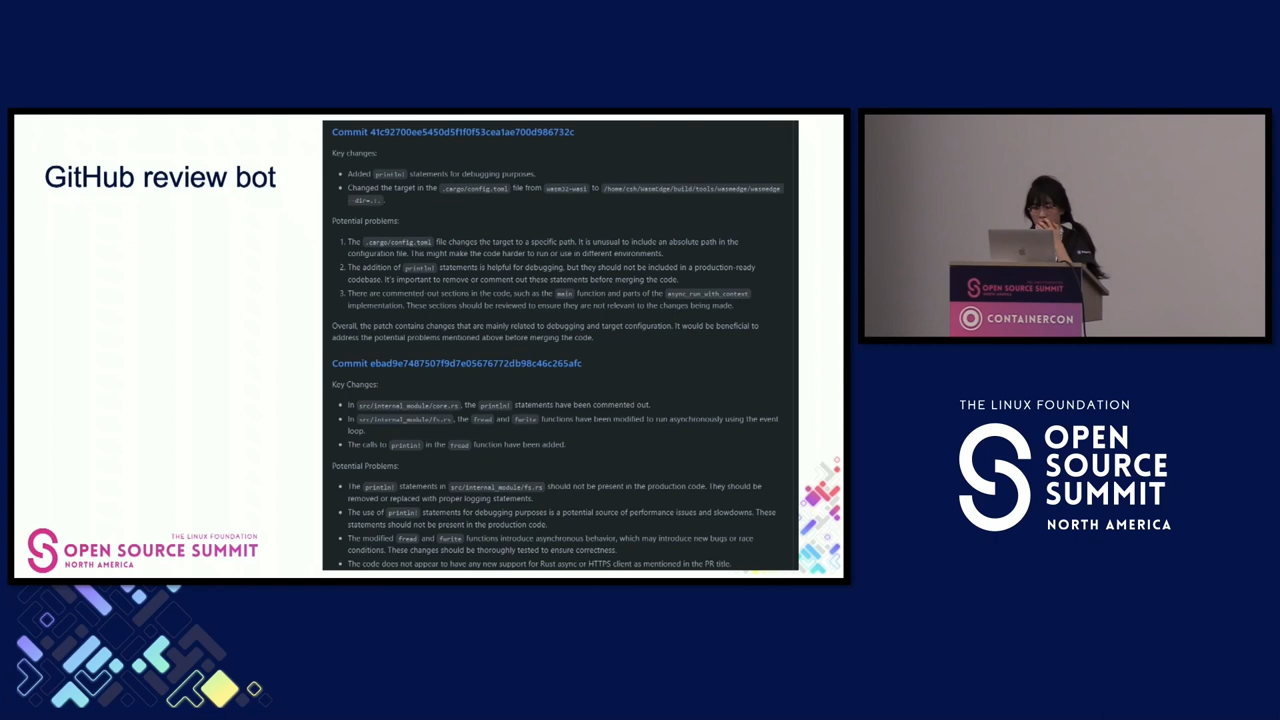 GitHub review bot
Commit 41c92700ee5450d5f1f0f53cea1ae700d986732c
Key changes:
• Added println! statements for debugging purposes.
• Changed the target in the .cargo/config.toml file from wasm32-wasi to /home/csh/WasmEdge/build/tools/wasmedge/wasmedge
--dir=.:.
Potential problems:
1. The .cargo/config.toml file changes the target to a specific path. It is unusual to include an absolute path in the
configuration file. This might make the code harder to run or use in different environments.
2. The addition of println! statements is helpful for debugging, but they should not be included in a production-ready
codebase. It's important to remove or comment out these statements before merging the code.
3. There are commented-out sections in the code, such as the main function and parts of the async_run_with_context
implementation. These sections should be reviewed to ensure they are not relevant to the changes being made.
Overall, the patch contains changes that are mainly related to debugging and target configuration. It would be beneficial to
address the potential problems mentioned above before merging the code.
Commit ebad9e7487507f9d7e05676772db98c46c265afc
Key Changes:
• In src/internal_module/core.rs, the println! statements have been commented out.
• In src/internal_module/fs.rs, the fread and fwrite functions have been modified to run asynchronously using the event
loop.
• The calls to println! in the fread function have been added.
Potential Problems:
• The println! statements in src/internal_module/fs.rs should not be present in the production code. They should be
removed or replaced with proper logging statements.
• The use of println! statements for debugging purposes is a potential source of performance issues and slowdowns. These
statements should not be present in the production code.
• The modified fread and fwrite functions introduce asynchronous behavior, which may introduce new bugs or race
conditions. These changes should be thoroughly tested to ensure correctness.
• The code does not appear to have any new support for Rust async or HTTPS client as mentioned in the PR title.
THE LINUX FOUNDATION
OPEN SOURCE SUMMIT
NORTH AMERICA
OPEN SOURCE SUMMIT
CONTAINERCON
THE LINUX FOUNDATION
OPEN
SOURCE
SUMMIT
NORTH AMERICA